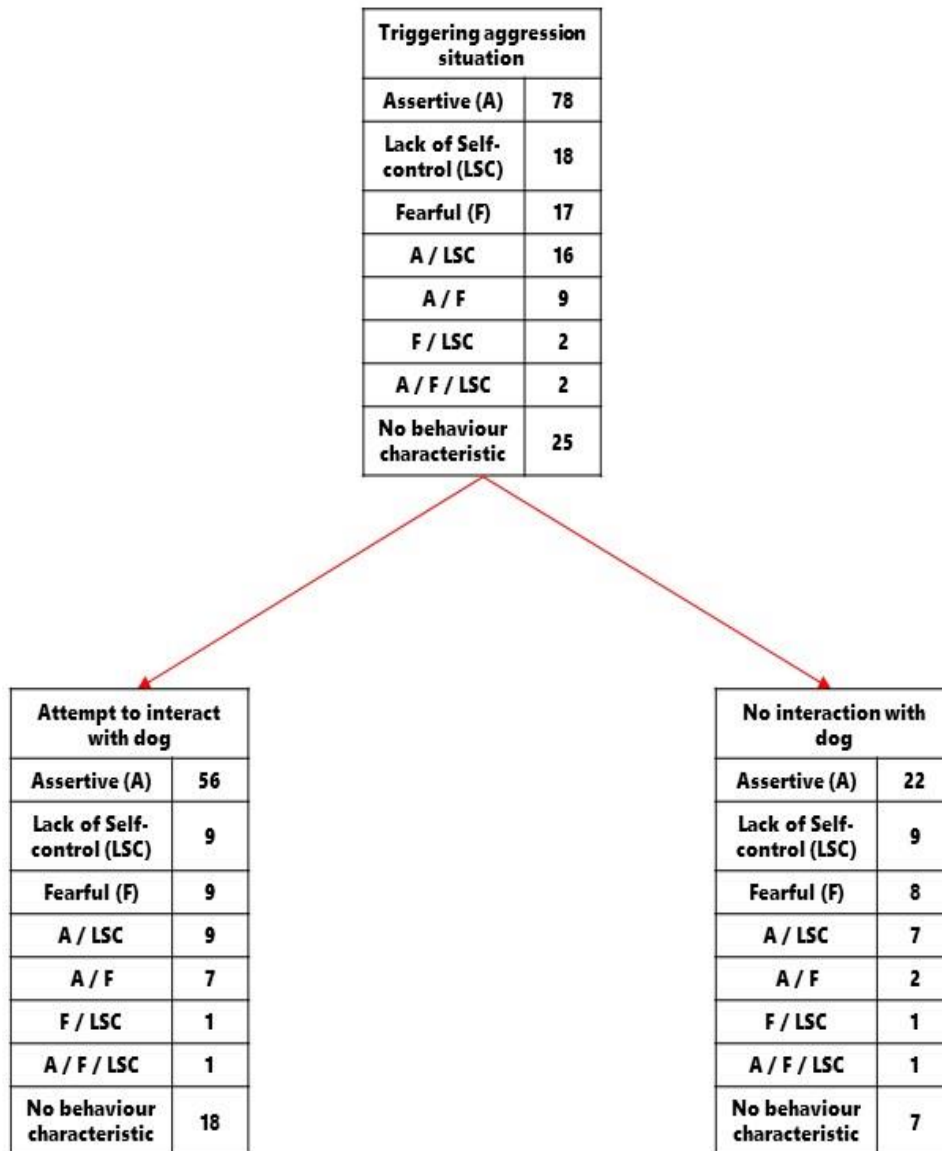 Triggering aggression
situation
Assertive (A) 78
Lack of Self-
control (LSC) 18
Fearful (F) 17
A / LSC 16
A / F 9
F / LSC 2
A / F / LSC 2
No behaviour
characteristic 25
Attempt to interact
with dog
Assertive (A) 56
Lack of Self-
control (LSC) 9
Fearful (F) 9
A / LSC 9
A / F 7
F / LSC 1
A / F / LSC 1
No behaviour
characteristic 18
No interaction with
dog
Assertive (A) 22
Lack of Self-
control (LSC) 9
Fearful (F) 8
A / LSC 7
A / F 2
F / LSC 1
A / F / LSC 1
No behaviour
characteristic 7